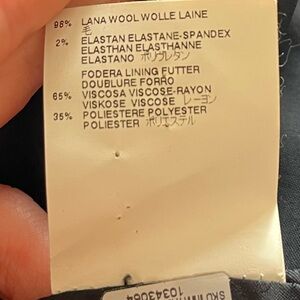 98% LANA WOOL WOLLE LAINE
毛
2% ELASTAN ELASTANE-SPANDEX
ELASTHAN ELASTHANNE
ELASTANO ポリウレタン
FODERA LINING FUTTER
DOUBLURE FORRO
65% VISCOSA VISCOSE-RAYON
VISKOSE VISCOSE レーヨン
35% POLIESTERE POLYESTER
POLIESTER ポリエステル
10343064